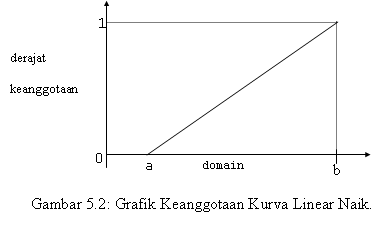 1
derajat
keanggotaan
0
a
domain
b
Gambar 5.2: Grafik Keanggotaan Kurva Linear Naik.